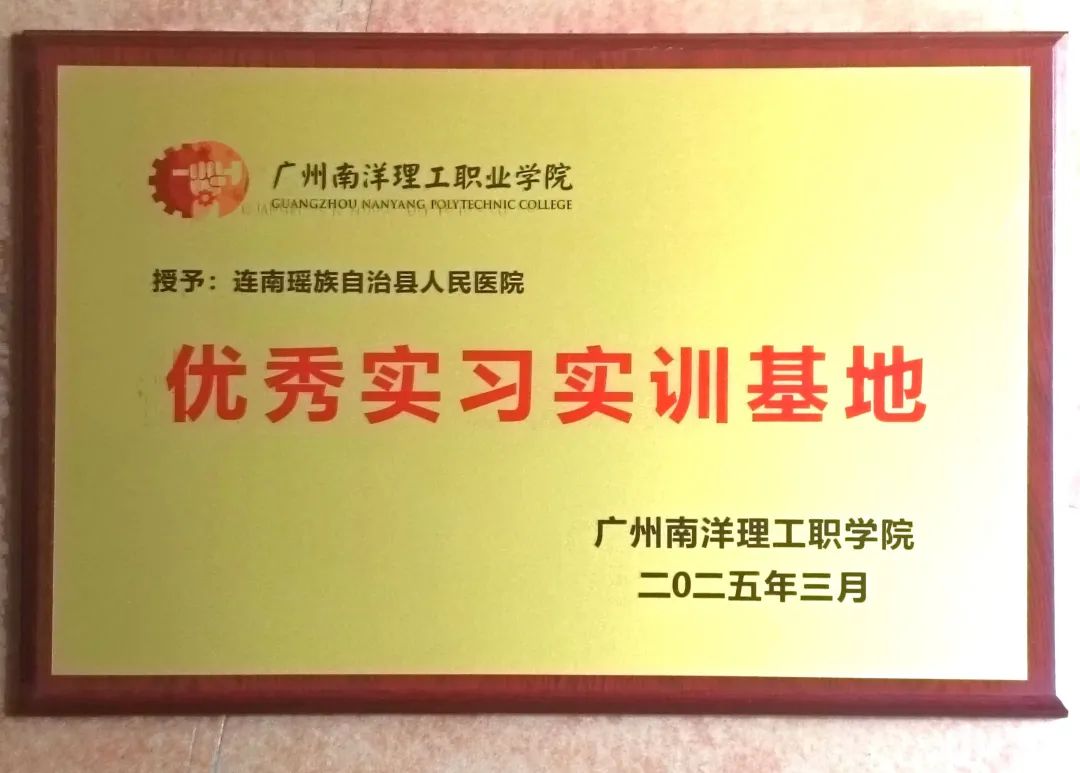 广州南洋理工职业学院
GUANGZHOU NANYANG POLYTECHNIC COLLEGE
授予：连南瑶族自治县人民医院
优秀实习实训基地
广州南洋理工职学院
二0二五年三月